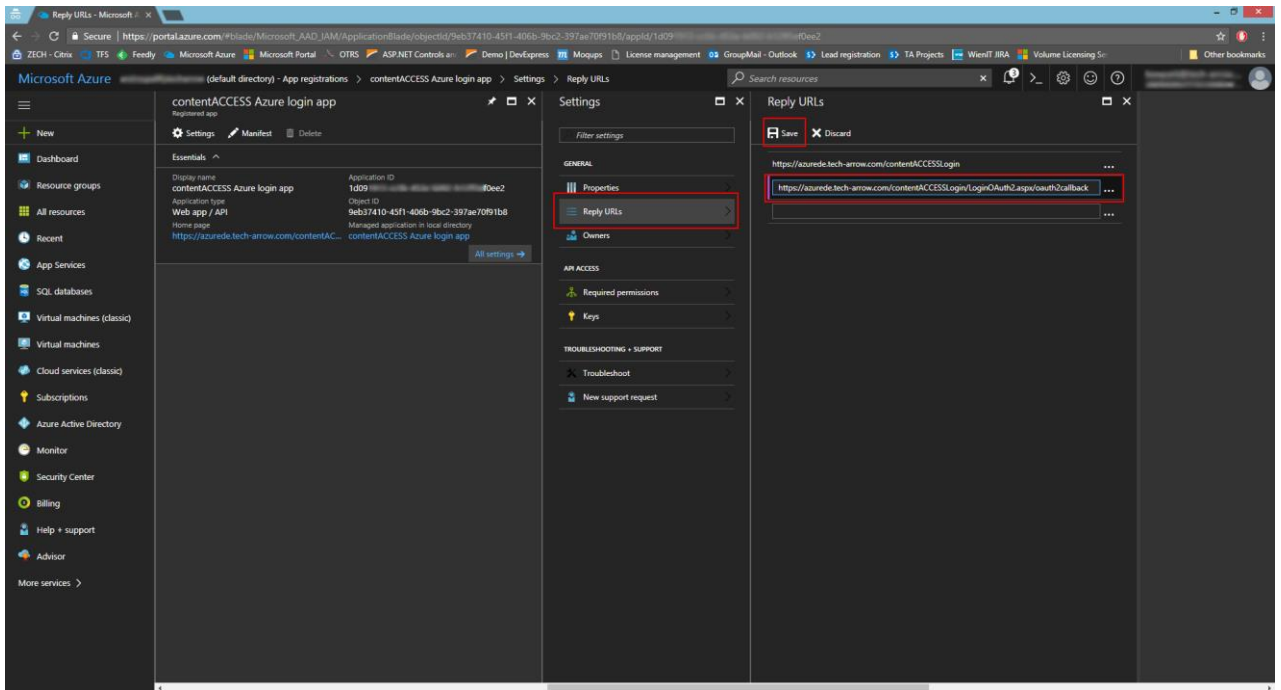 Reply URLs - Microsoft A
Secure | https://portal.azure.com/#blade/Microsoft_AAD_IAM/ApplicationBlade/objectId/9eb37410-45f1-406b-9bc2-397ae70f91b8/appId/1d09 f0ee2
ZECH - Citrix TFS Feedly Microsoft Azure Microsoft Portal OTRS ASP.NET Controls an Demo | DevExpress Moqups License management GroupMail - Outlook Lead registration TA Projects WienIT JIRA Volume Licensing Se Other bookmarks
Microsoft Azure (default directory) - App registrations > contentACCESS Azure login app > Settings > Reply URLs Search resources
New
Dashboard
Resource groups
All resources
Recent
App Services
SQL databases
Virtual machines (classic)
Virtual machines
Cloud services (classic)
Subscriptions
Azure Active Directory
Monitor
Security Center
Billing
Help + support
Advisor
More services >
contentACCESS Azure login app
Registered app
Settings Manifest Delete
Essentials
Display name
contentACCESS Azure login app
Application type
Web app / API
Home page
https://azurede.tech-arrow.com/contentAC...
Application ID
1d09 f0ee2
Object ID
9eb37410-45f1-406b-9bc2-397ae70f91b8
Managed application in local directory
contentACCESS Azure login app
All settings →
Settings
Filter settings
GENERAL
Properties
Reply URLs
Owners
API ACCESS
Required permissions
Keys
TROUBLESHOOTING + SUPPORT
Troubleshoot
New support request
Reply URLs
Save Discard
https://azurede.tech-arrow.com/contentACCESSLogin ...
https://azurede.tech-arrow.com/contentACCESSLogin/LoginOAuth2.aspx/oauth2callback ...
...